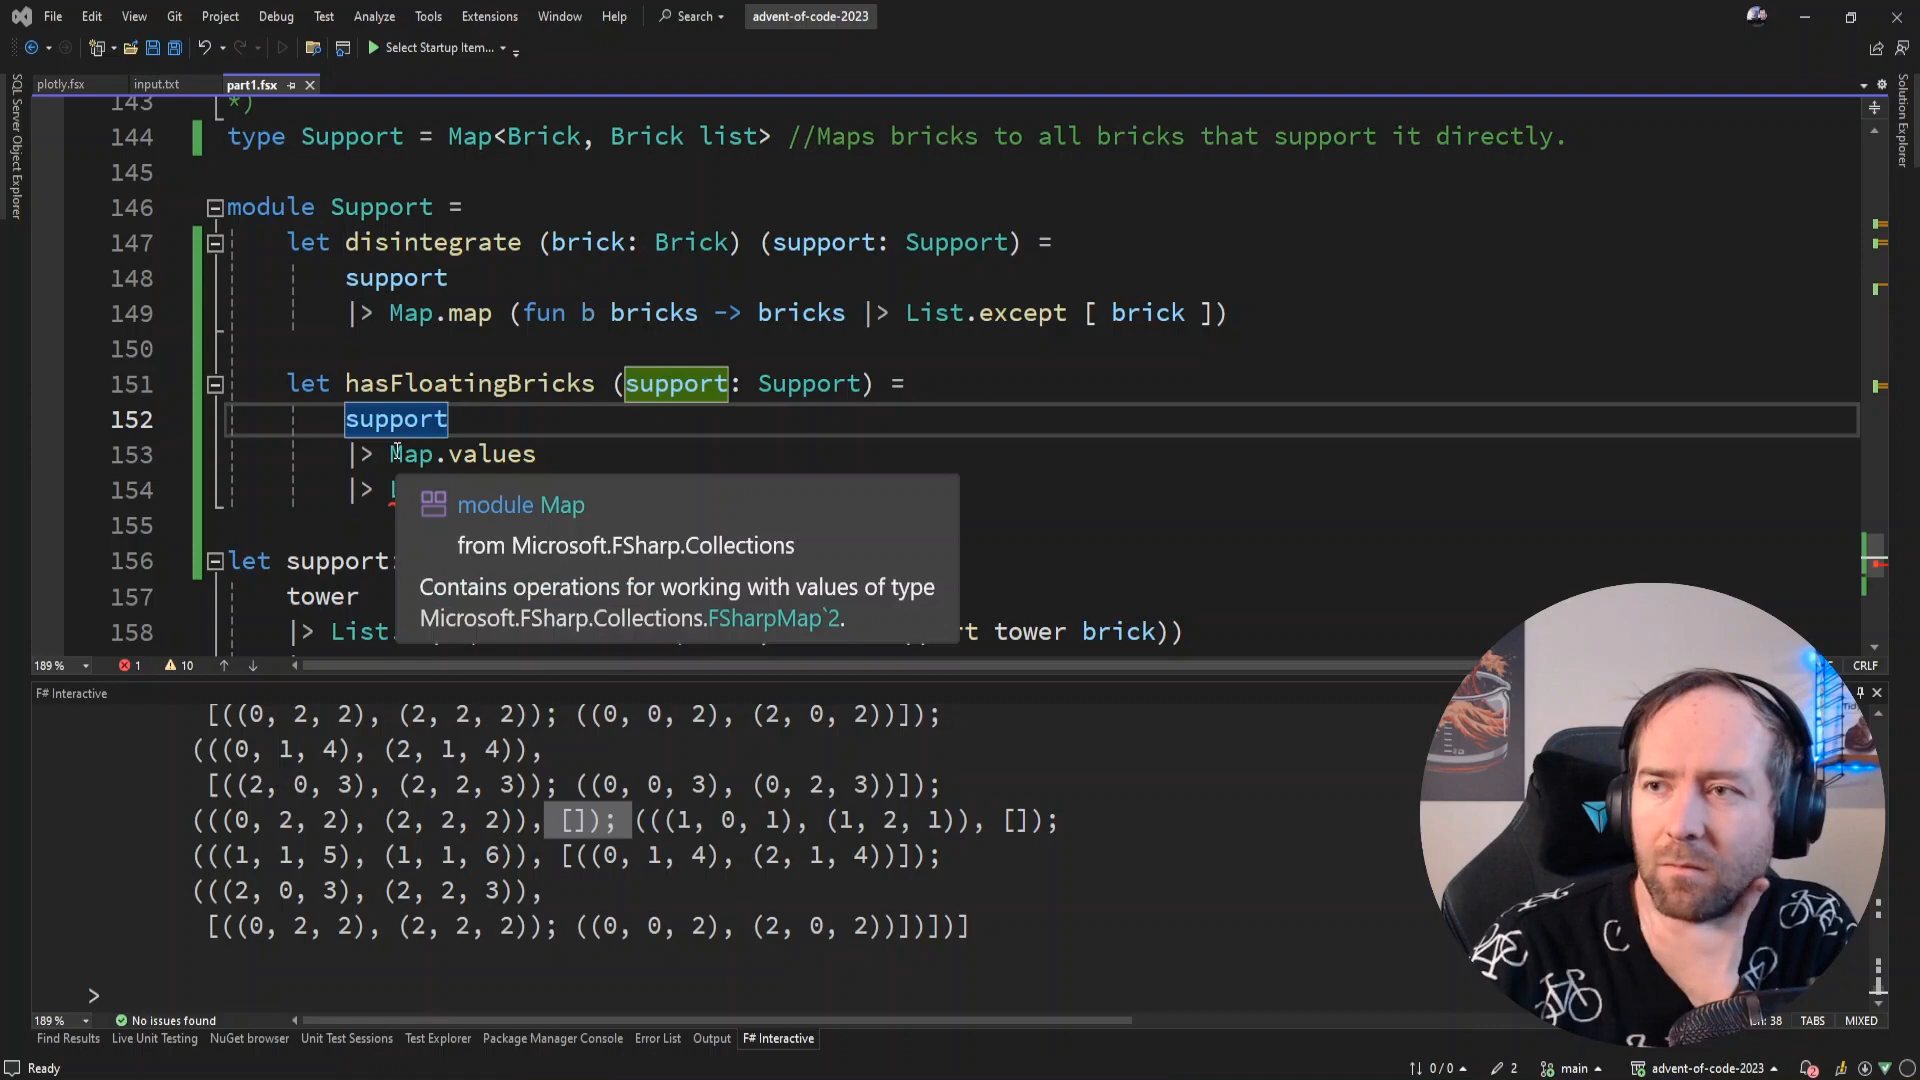 File Edit View Git Project Debug Test Analyze Tools Extensions Window Help Search advent-of-code-2023
Select Startup Item...
plotly.fsx input.txt part1.fsx
SQL Server Object Explorer
Solution Explorer
143 *)
144 type Support = Map<Brick, Brick list> //Maps bricks to all bricks that support it directly.
145
146 module Support =
147 let disintegrate (brick: Brick) (support: Support) =
148 support
149 |> Map.map (fun b bricks -> bricks |> List.except [ brick ])
150
151 let hasFloatingBricks (support: Support) =
152 support
153 |> Map.values
154 |>
155
156 let support:
157 tower
158 |> List. tower brick))
module Map
from Microsoft.FSharp.Collections
Contains operations for working with values of type
Microsoft.FSharp.Collections.FSharpMap`2.
189 % 1 10 CRLF
F# Interactive
[((0, 2, 2), (2, 2, 2)); ((0, 0, 2), (2, 0, 2))]);
(((0, 1, 4), (2, 1, 4)),
[((2, 0, 3), (2, 2, 3)); ((0, 0, 3), (0, 2, 3))]);
(((0, 2, 2), (2, 2, 2)), []); (((1, 0, 1), (1, 2, 1)), []);
(((1, 1, 5), (1, 1, 6)), [((0, 1, 4), (2, 1, 4))]);
(((2, 0, 3), (2, 2, 3)),
[((0, 2, 2), (2, 2, 2)); ((0, 0, 2), (2, 0, 2))])])]
>
189 % No issues found Ln: 38 TABS MIXED
Find Results Live Unit Testing NuGet browser Unit Test Sessions Test Explorer Package Manager Console Error List Output F# Interactive
Ready 0 / 0 2 main advent-of-code-2023 2